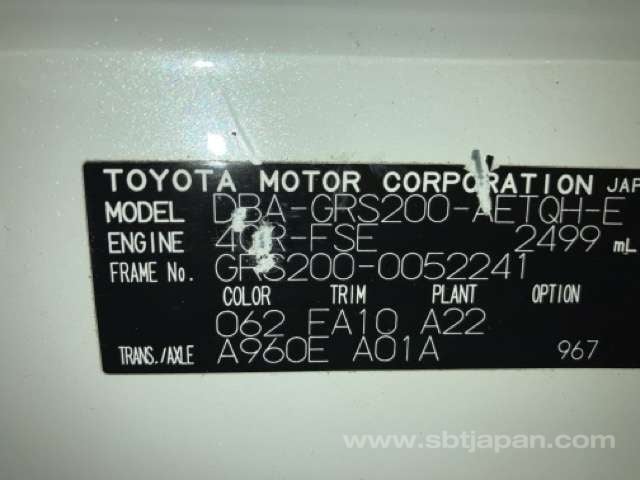 TOYOTA MOTOR CORPORATION JAP
MODEL DBA-GRS200-AETQH-E
ENGINE 4GR-FSE 2499 mL
FRAME No. GRS200-0052241
COLOR TRIM PLANT OPTION
062 FA10 A22
TRANS./AXLE A960E A01A 967
www.sbtjapan.com